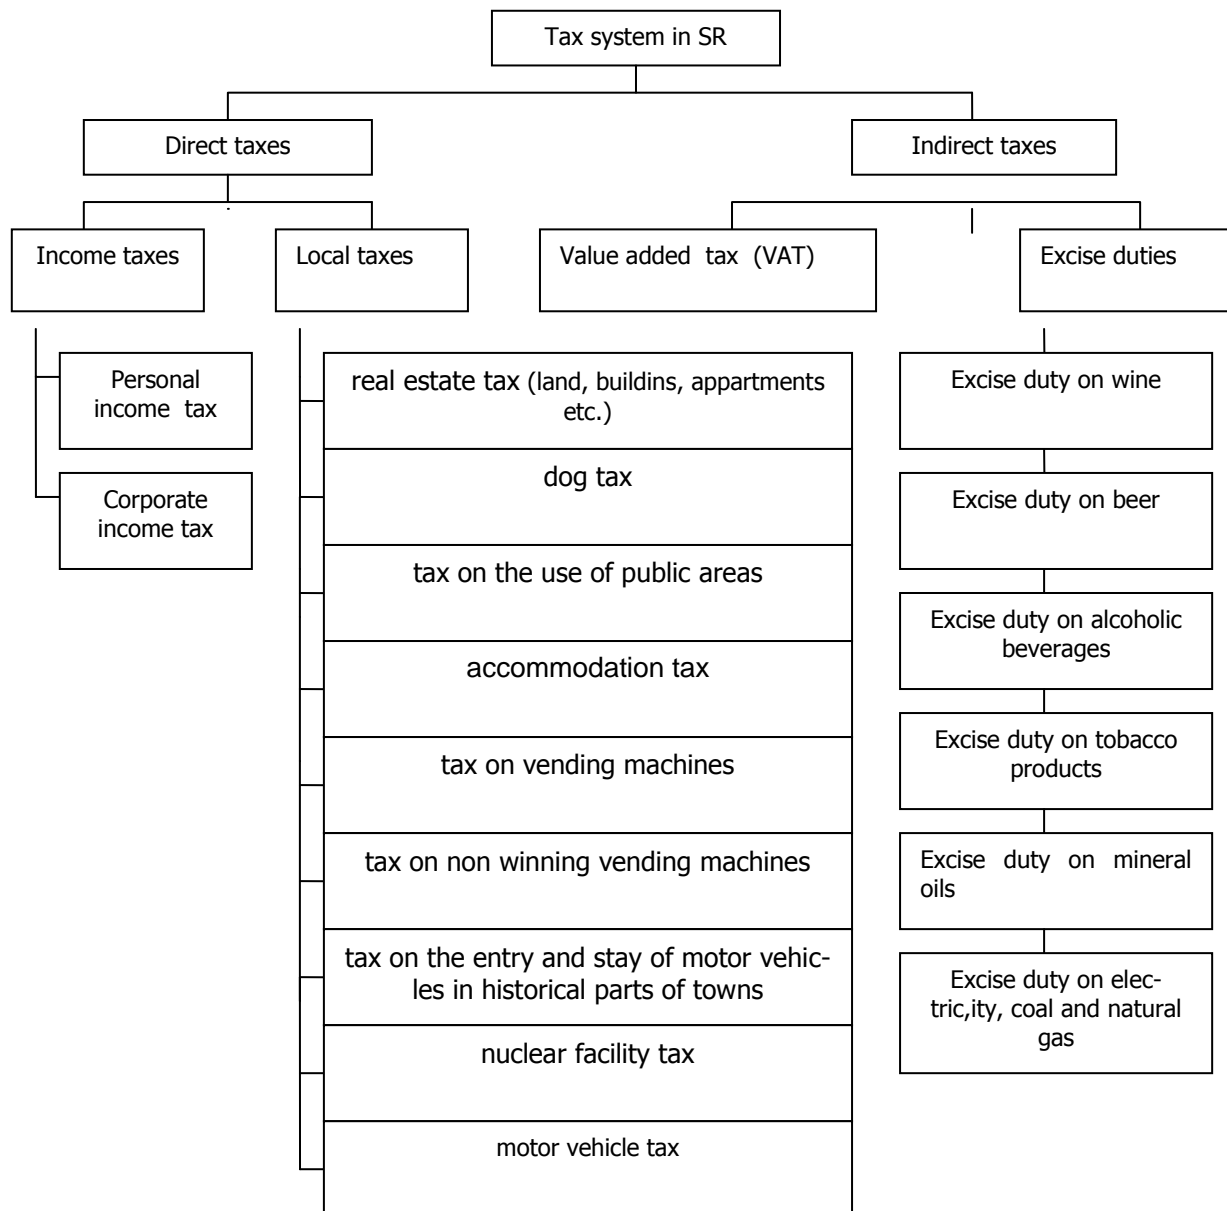 Tax system in SR
Direct taxes
Indirect taxes
Income taxes
Local taxes
Value added tax (VAT)
Excise duties
Personal
income tax
Corporate
income tax
real estate tax (land, buildins, appartments
etc.)
dog tax
tax on the use of public areas
accommodation tax
tax on vending machines
tax on non winning vending machines
tax on the entry and stay of motor vehic-
les in historical parts of towns
nuclear facility tax
motor vehicle tax
Excise duty on wine
Excise duty on beer
Excise duty on alcoholic
beverages
Excise duty on tobacco
products
Excise duty on mineral
oils
Excise duty on elec-
tric,ity, coal and natural
gas